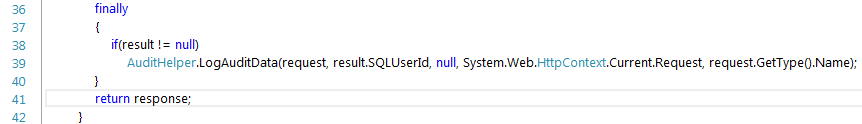 36 finally
37 {
38 if(result != null)
39 AuditHelper.LogAuditData(request, result.SQLUserId, null, System.Web.HttpContext.Current.Request, request.GetType().Name);
40 }
41 return response;
42 }